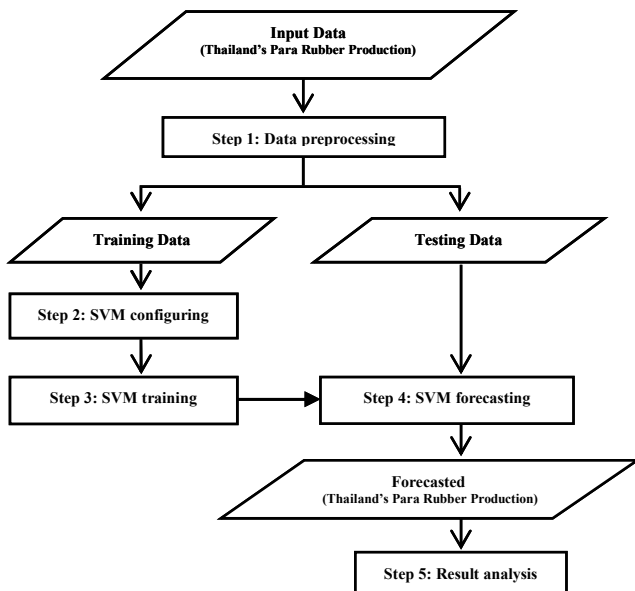 Input Data
(Thailand's Para Rubber Production)
Step 1: Data preprocessing
Training Data
Testing Data
Step 2: SVM configuring
Step 3: SVM training
Step 4: SVM forecasting
Forecasted
(Thailand's Para Rubber Production)
Step 5: Result analysis